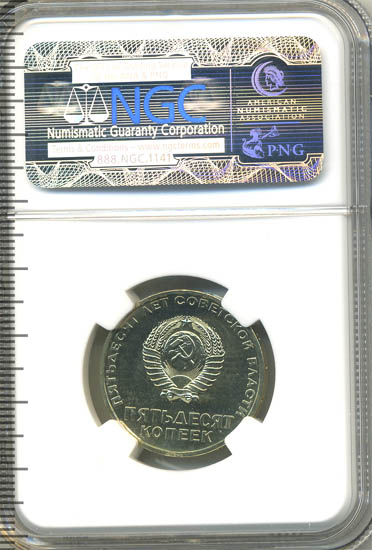 NGC
Numismatic Guaranty Corporation
Terms & Conditions – www.ngcterms.com
888.NGC.1141
AMERICAN
NUMISMATIC
ASSOCIATION
PNG
ПЯТЬДЕСЯТ ЛЕТ СОВЕТСКОЙ ВЛАСТИ
ПЯТЬДЕСЯТ
КОПЕЕК